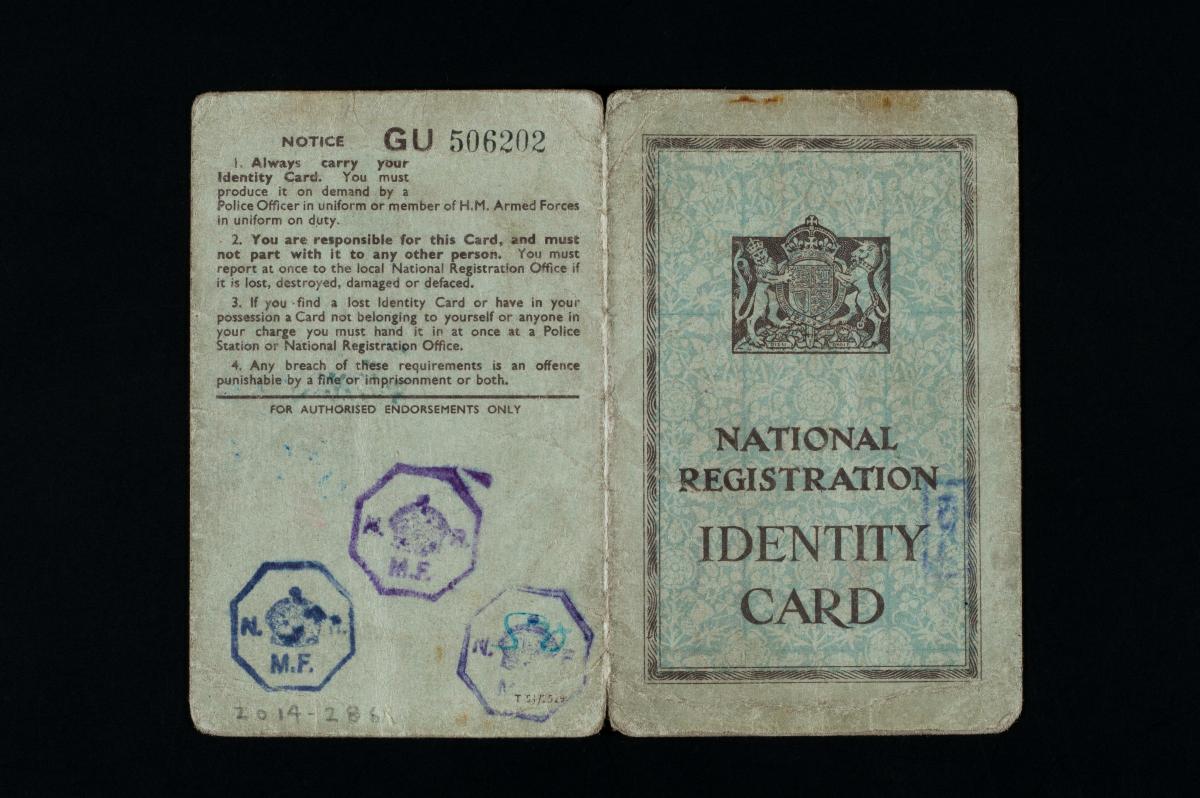 NOTICE GU 506202
1. Always carry your
Identity Card. You must
produce it on demand by a
Police Officer in uniform or member of H.M. Armed Forces
in uniform on duty.
2. You are responsible for this Card, and must
not part with it to any other person. You must
report at once to the local National Registration Office if
it is lost, destroyed, damaged or defaced.
3. If you find a lost Identity Card or have in your
possession a Card not belonging to yourself or anyone in
your charge you must hand it in at once at a Police
Station or National Registration Office.
4. Any breach of these requirements is an offence
punishable by a fine or imprisonment or both.
FOR AUTHORISED ENDORSEMENTS ONLY
M.F.
N. R.
M.F.
N.
2014-286
NATIONAL
REGISTRATION
IDENTITY
CARD